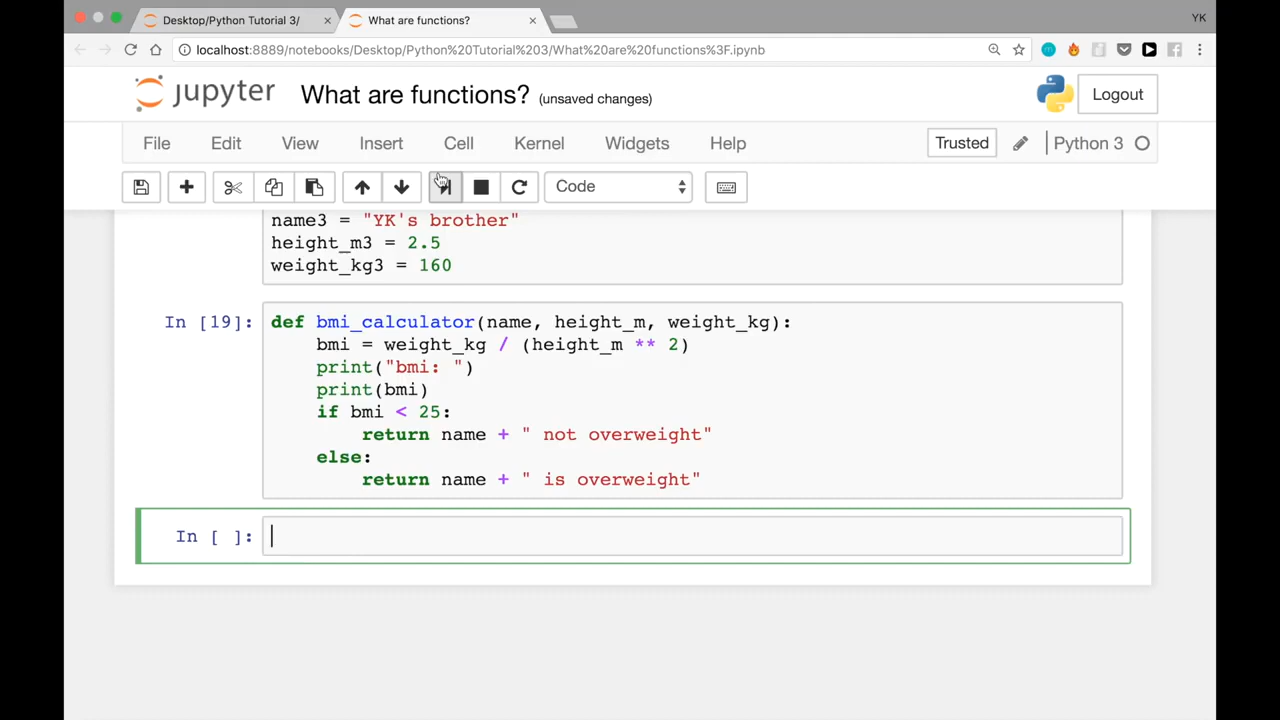 Desktop/Python Tutorial 3/ × What are functions? × YK
localhost:8889/notebooks/Desktop/Python%20Tutorial%203/What%20are%20functions%3F.ipynb
jupyter What are functions? (unsaved changes) Logout
File Edit View Insert Cell Kernel Widgets Help Trusted Python 3
Code
name3 = "YK's brother"
height_m3 = 2.5
weight_kg3 = 160
In [19]: def bmi_calculator(name, height_m, weight_kg):
    bmi = weight_kg / (height_m ** 2)
    print("bmi: ")
    print(bmi)
    if bmi < 25:
        return name + " not overweight"
    else:
        return name + " is overweight"
In [ ]: